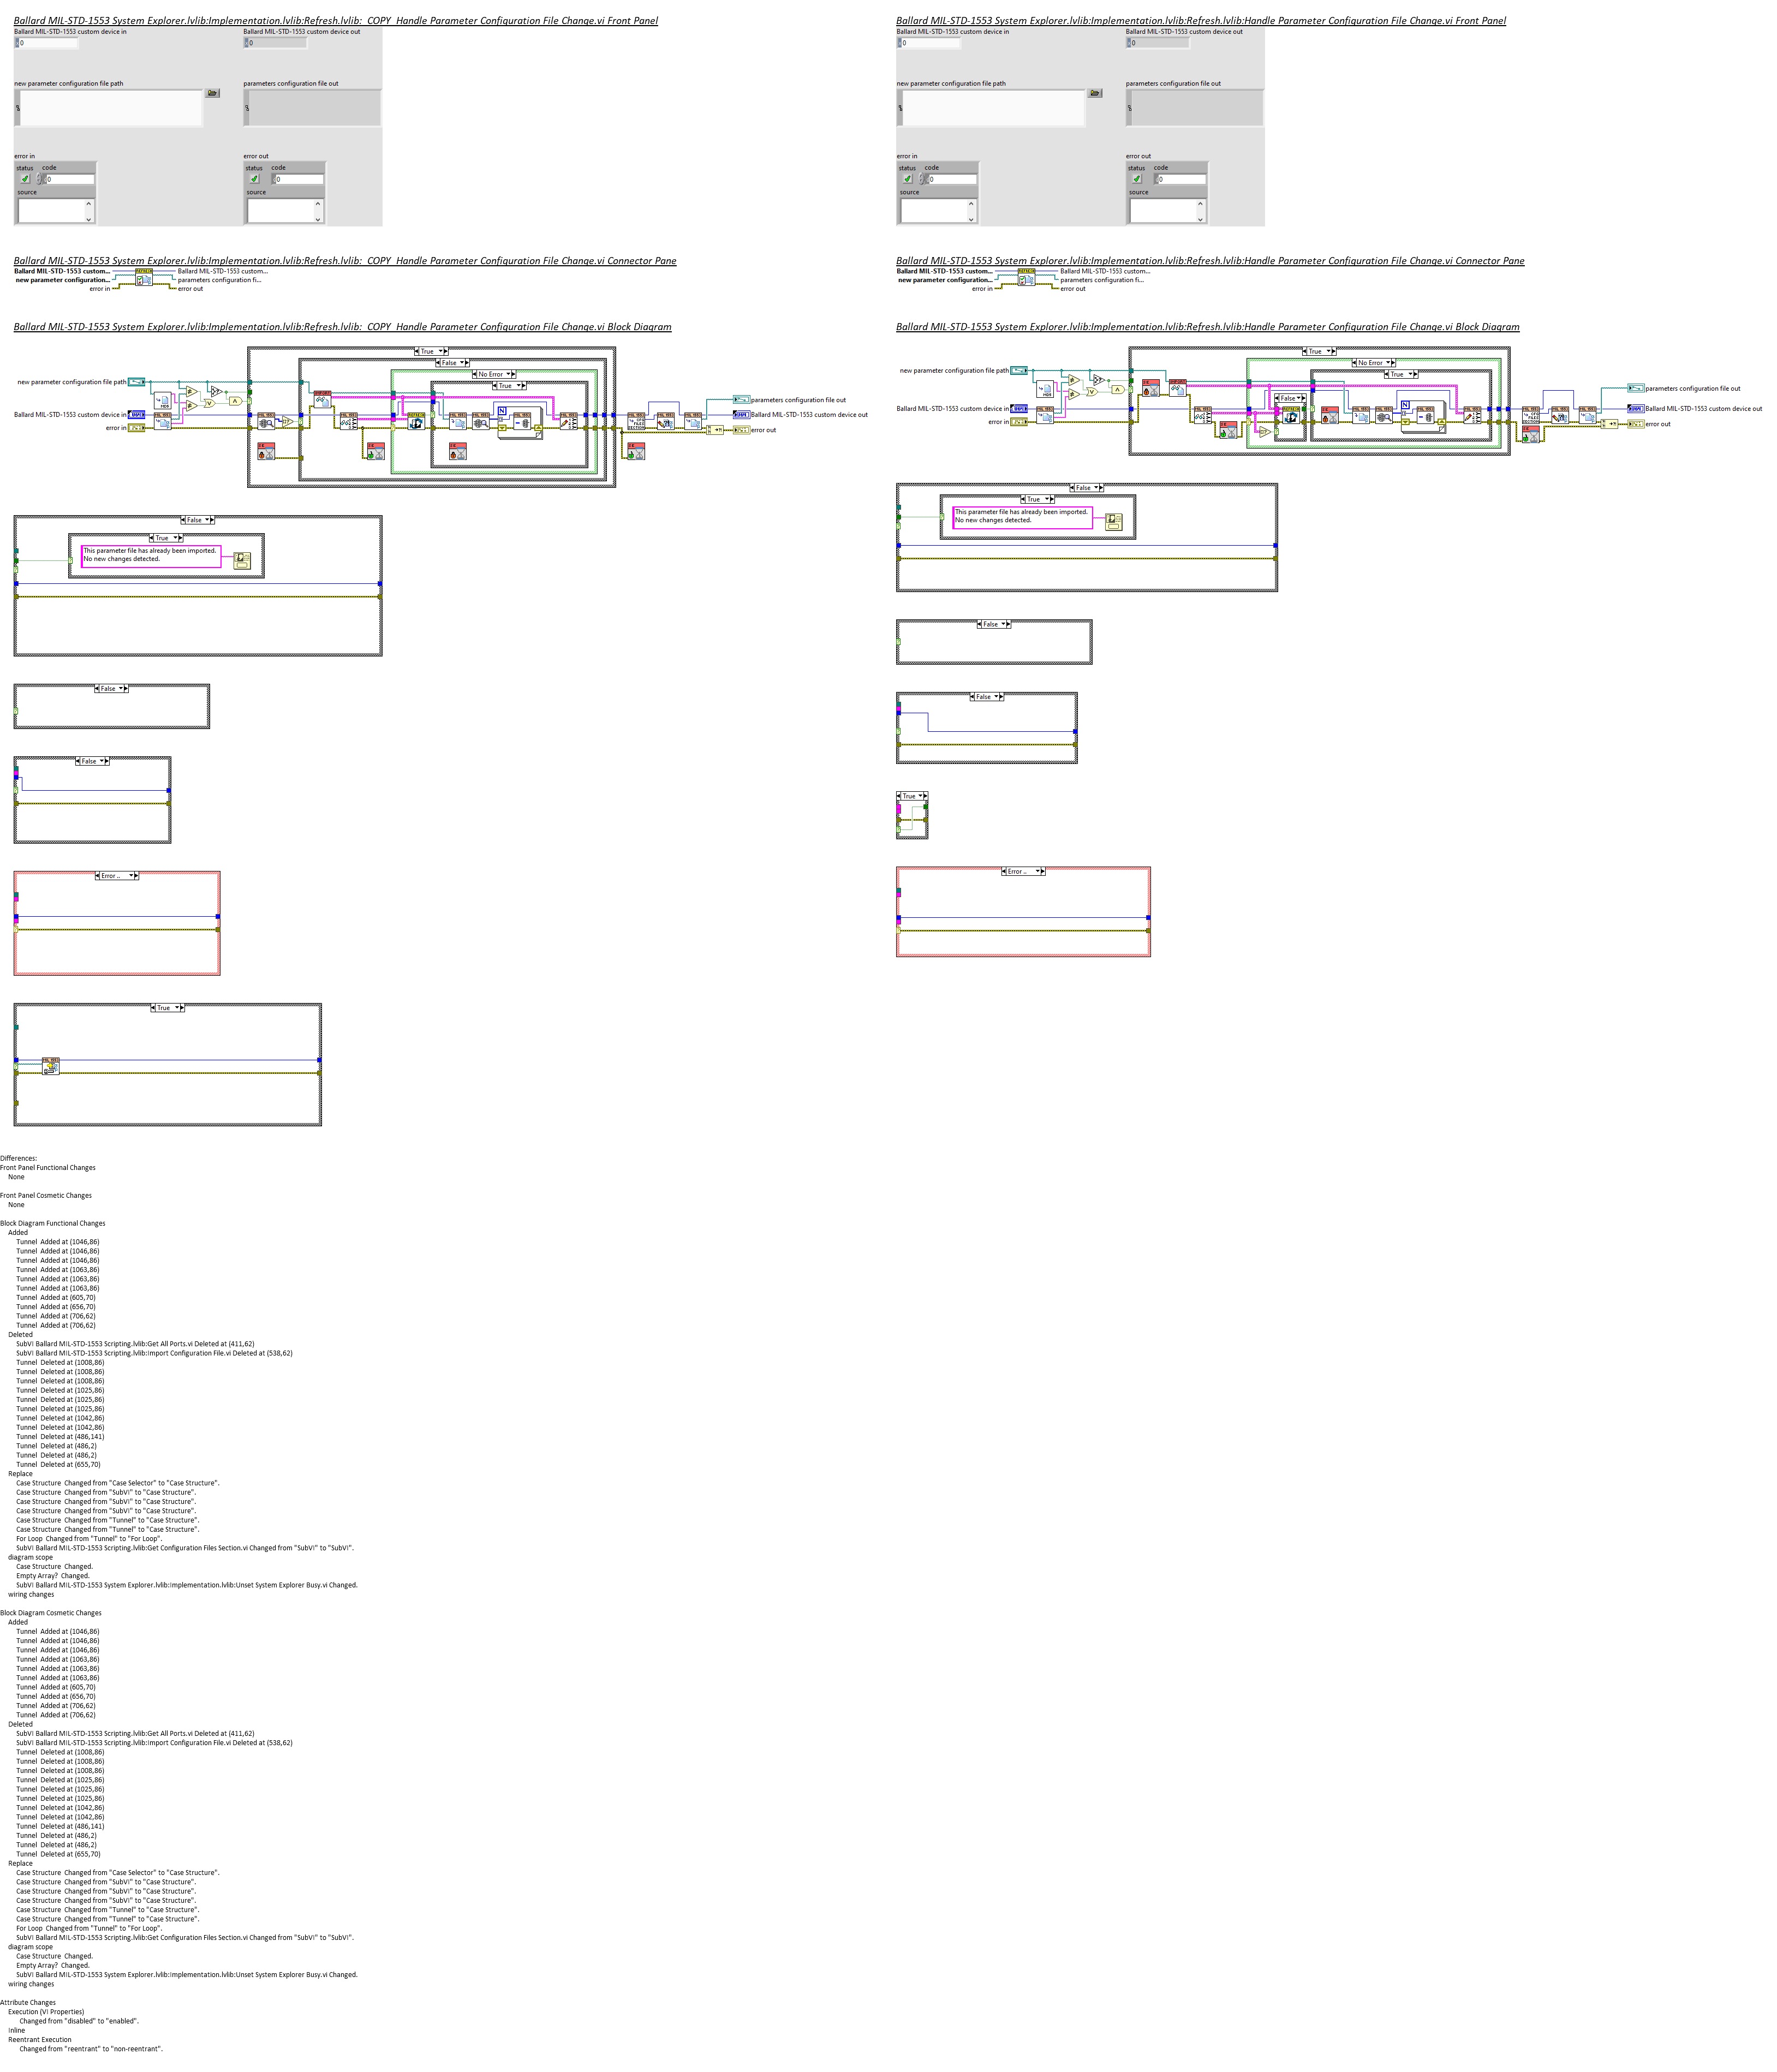 Ballard MIL-STD-1553 System Explorer.lvlib:Implementation.lvlib:Refresh.lvlib:_COPY_Handle Parameter Configuration File Change.vi Front Panel
Ballard MIL-STD-1553 custom device in
Ballard MIL-STD-1553 custom device out
0
0
new parameter configuration file path
parameters configuration file out
error in
error out
status code
status code
0
0
source
source
Ballard MIL-STD-1553 System Explorer.lvlib:Implementation.lvlib:Refresh.lvlib:_COPY_Handle Parameter Configuration File Change.vi Connector Pane
Ballard MIL-STD-1553 custom...
Ballard MIL-STD-1553 custom...
new parameter configuration...
parameters configuration fi...
error in
error out
Ballard MIL-STD-1553 System Explorer.lvlib:Implementation.lvlib:Refresh.lvlib:_COPY_Handle Parameter Configuration File Change.vi Block Diagram
True
False
No Error
True
new parameter configuration file path
parameters configuration file out
Ballard MIL-STD-1553 custom device in
Ballard MIL-STD-1553 custom device out
error in
error out
False
True
This parameter file has already been imported.
No new changes detected.
False
False
Error...
True
Ballard MIL-STD-1553 System Explorer.lvlib:Implementation.lvlib:Refresh.lvlib:Handle Parameter Configuration File Change.vi Front Panel
Ballard MIL-STD-1553 custom device in
Ballard MIL-STD-1553 custom device out
0
0
new parameter configuration file path
parameters configuration file out
error in
error out
status code
status code
0
0
source
source
Ballard MIL-STD-1553 System Explorer.lvlib:Implementation.lvlib:Refresh.lvlib:Handle Parameter Configuration File Change.vi Connector Pane
Ballard MIL-STD-1553 custom...
Ballard MIL-STD-1553 custom...
new parameter configuration...
parameters configuration fi...
error in
error out
Ballard MIL-STD-1553 System Explorer.lvlib:Implementation.lvlib:Refresh.lvlib:Handle Parameter Configuration File Change.vi Block Diagram
True
No Error
True
False
new parameter configuration file path
parameters configuration file out
Ballard MIL-STD-1553 custom device in
Ballard MIL-STD-1553 custom device out
error in
error out
False
True
This parameter file has already been imported.
No new changes detected.
False
False
True
Error...
Differences:
Front Panel Functional Changes
None
Front Panel Cosmetic Changes
None
Block Diagram Functional Changes
Added
Tunnel Added at (1046,86)
Tunnel Added at (1046,86)
Tunnel Added at (1046,86)
Tunnel Added at (1063,86)
Tunnel Added at (1063,86)
Tunnel Added at (1063,86)
Tunnel Added at (605,70)
Tunnel Added at (656,70)
Tunnel Added at (706,62)
Tunnel Added at (706,62)
Deleted
SubVI Ballard MIL-STD-1553 Scripting.lvlib:Get All Ports.vi Deleted at (411,62)
SubVI Ballard MIL-STD-1553 Scripting.lvlib:Import Configuration File.vi Deleted at (538,62)
Tunnel Deleted at (1008,86)
Tunnel Deleted at (1008,86)
Tunnel Deleted at (1008,86)
Tunnel Deleted at (1025,86)
Tunnel Deleted at (1025,86)
Tunnel Deleted at (1025,86)
Tunnel Deleted at (1042,86)
Tunnel Deleted at (1042,86)
Tunnel Deleted at (486,141)
Tunnel Deleted at (486,2)
Tunnel Deleted at (486,2)
Tunnel Deleted at (655,70)
Replace
Case Structure Changed from "Case Selector" to "Case Structure".
Case Structure Changed from "SubVI" to "Case Structure".
Case Structure Changed from "SubVI" to "Case Structure".
Case Structure Changed from "SubVI" to "Case Structure".
Case Structure Changed from "Tunnel" to "Case Structure".
Case Structure Changed from "Tunnel" to "Case Structure".
For Loop Changed from "Tunnel" to "For Loop".
SubVI Ballard MIL-STD-1553 Scripting.lvlib:Get Configuration Files Section.vi Changed from "SubVI" to "SubVI".
diagram scope
Case Structure Changed.
Empty Array? Changed.
SubVI Ballard MIL-STD-1553 System Explorer.lvlib:Implementation.lvlib:Unset System Explorer Busy.vi Changed.
wiring changes
Block Diagram Cosmetic Changes
Added
Tunnel Added at (1046,86)
Tunnel Added at (1046,86)
Tunnel Added at (1046,86)
Tunnel Added at (1063,86)
Tunnel Added at (1063,86)
Tunnel Added at (1063,86)
Tunnel Added at (605,70)
Tunnel Added at (656,70)
Tunnel Added at (706,62)
Tunnel Added at (706,62)
Deleted
SubVI Ballard MIL-STD-1553 Scripting.lvlib:Get All Ports.vi Deleted at (411,62)
SubVI Ballard MIL-STD-1553 Scripting.lvlib:Import Configuration File.vi Deleted at (538,62)
Tunnel Deleted at (1008,86)
Tunnel Deleted at (1008,86)
Tunnel Deleted at (1008,86)
Tunnel Deleted at (1025,86)
Tunnel Deleted at (1025,86)
Tunnel Deleted at (1025,86)
Tunnel Deleted at (1042,86)
Tunnel Deleted at (1042,86)
Tunnel Deleted at (486,141)
Tunnel Deleted at (486,2)
Tunnel Deleted at (486,2)
Tunnel Deleted at (655,70)
Replace
Case Structure Changed from "Case Selector" to "Case Structure".
Case Structure Changed from "SubVI" to "Case Structure".
Case Structure Changed from "SubVI" to "Case Structure".
Case Structure Changed from "SubVI" to "Case Structure".
Case Structure Changed from "Tunnel" to "Case Structure".
Case Structure Changed from "Tunnel" to "Case Structure".
For Loop Changed from "Tunnel" to "For Loop".
SubVI Ballard MIL-STD-1553 Scripting.lvlib:Get Configuration Files Section.vi Changed from "SubVI" to "SubVI".
diagram scope
Case Structure Changed.
Empty Array? Changed.
SubVI Ballard MIL-STD-1553 System Explorer.lvlib:Implementation.lvlib:Unset System Explorer Busy.vi Changed.
wiring changes
Attribute Changes
Execution (VI Properties)
Changed from "disabled" to "enabled".
Inline
Reentrant Execution
Changed from "reentrant" to "non-reentrant".